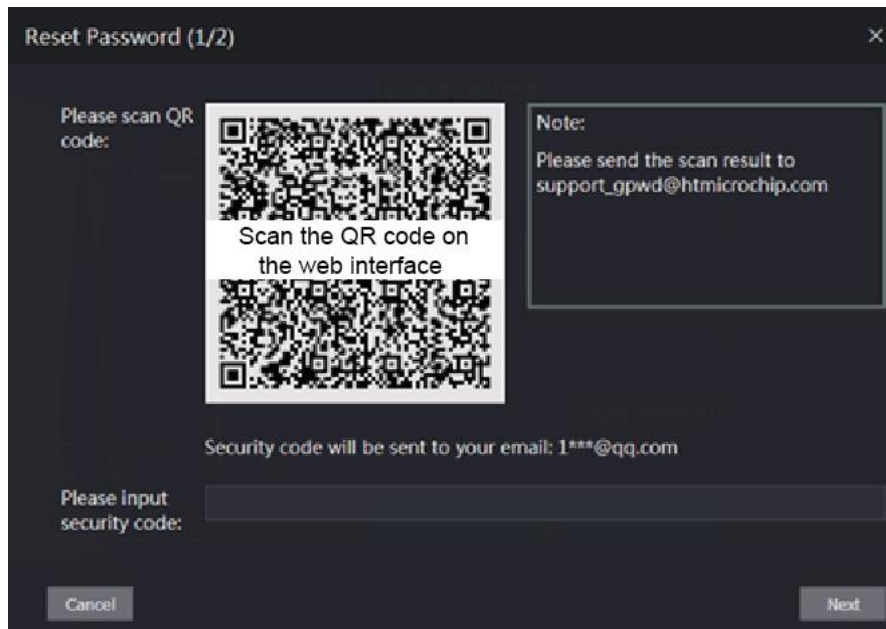 Reset Password (1/2)
×
Please scan QR
code:
Scan the QR code on
the web interface
Note:
Please send the scan result to
support_gpwd@htmicrochip.com
Security code will be sent to your email: 1***@qq.com
Please input
security code:
Cancel
Next